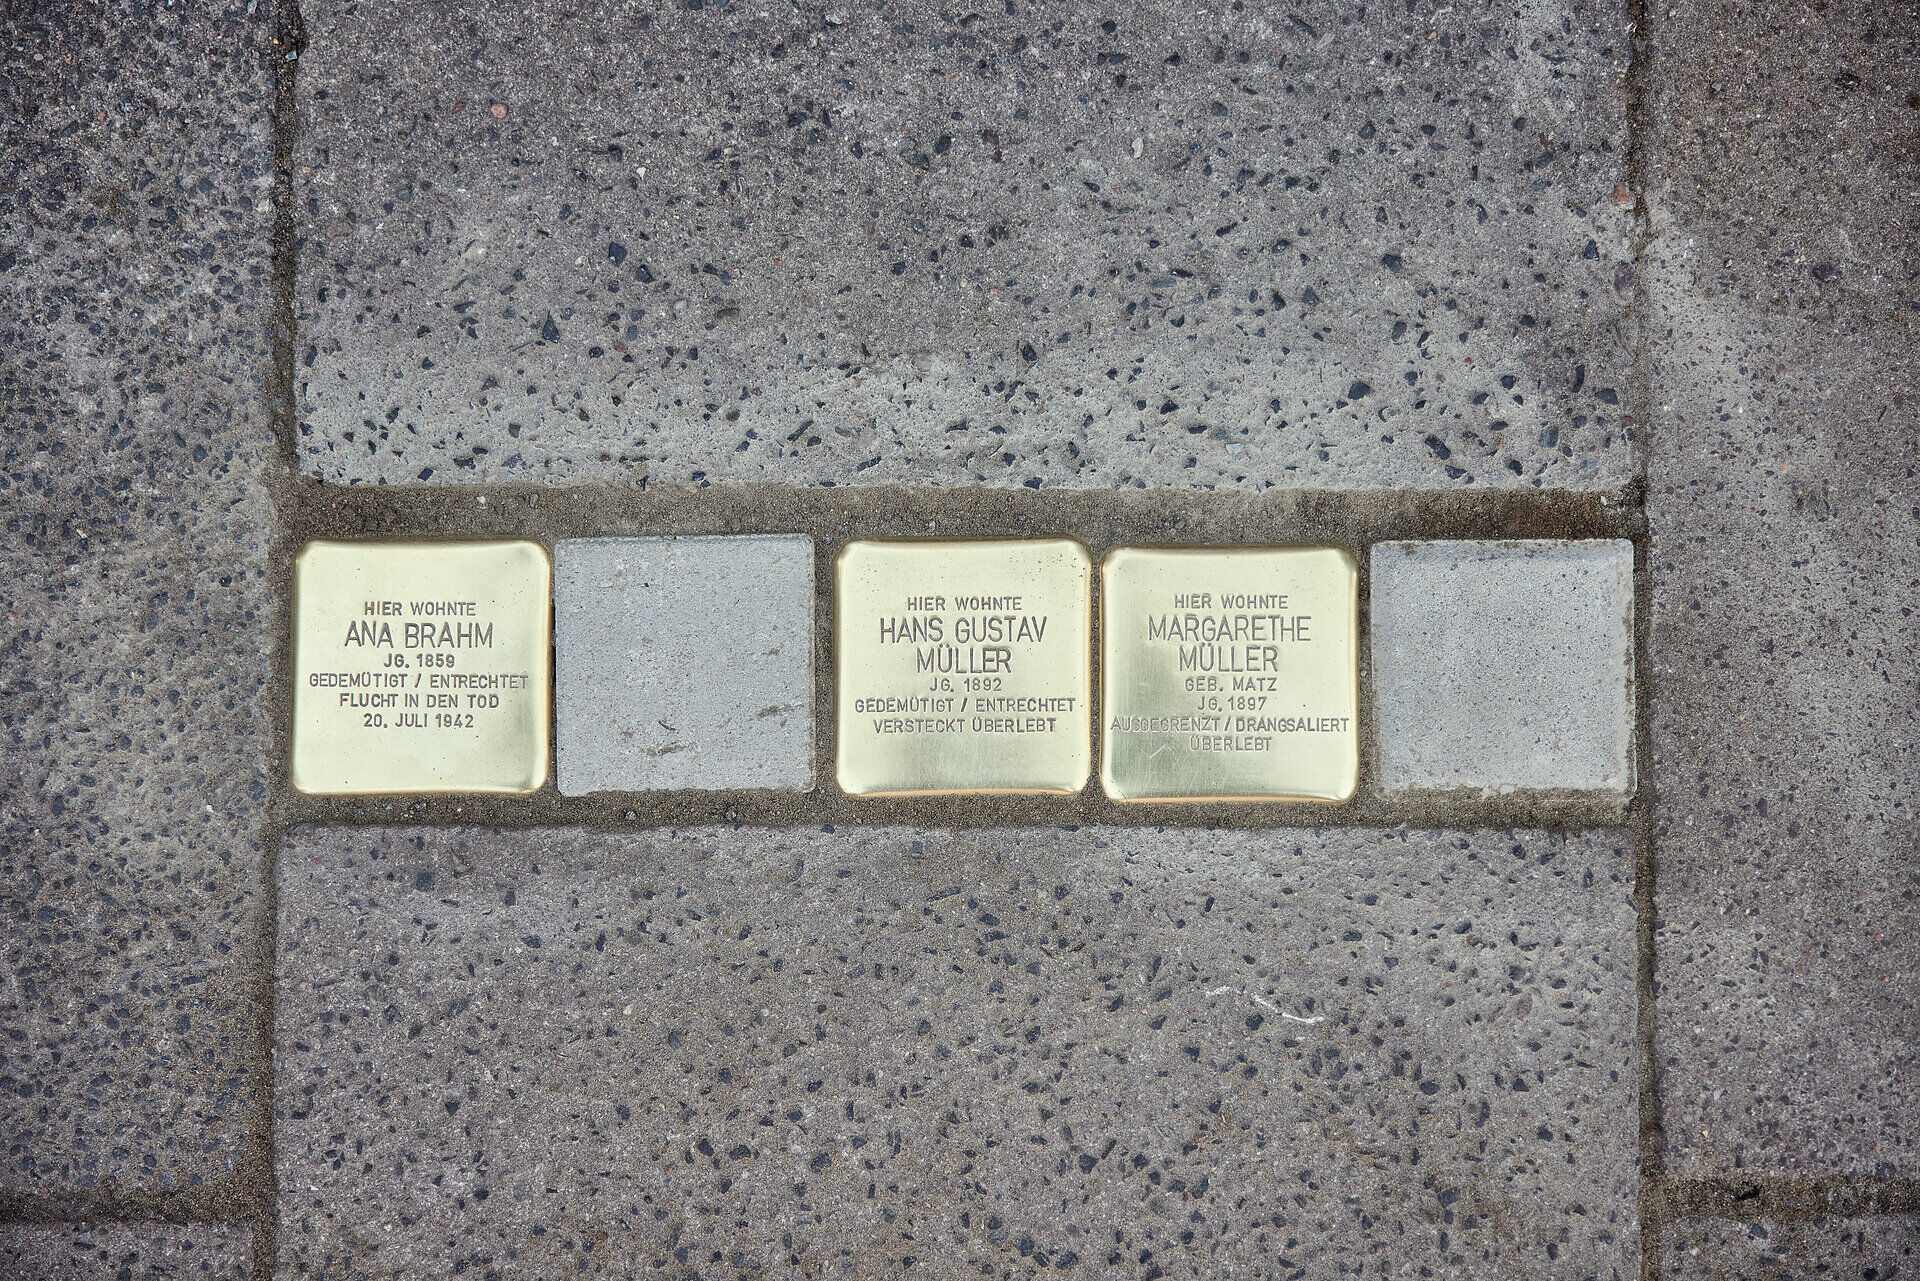 HIER WOHNTE
ANA BRAHM
JG. 1859
GEDEMÜTIGT / ENTRECHTET
FLUCHT IN DEN TOD
20. JULI 1942
HIER WOHNTE
HANS GUSTAV
MÜLLER
JG. 1892
GEDEMÜTIGT / ENTRECHTET
VERSTECKT ÜBERLEBT
HIER WOHNTE
MARGARETHE
MÜLLER
GEB. MATZ
JG. 1897
AUSGEGRENZT / DRANGSALIERT
ÜBERLEBT